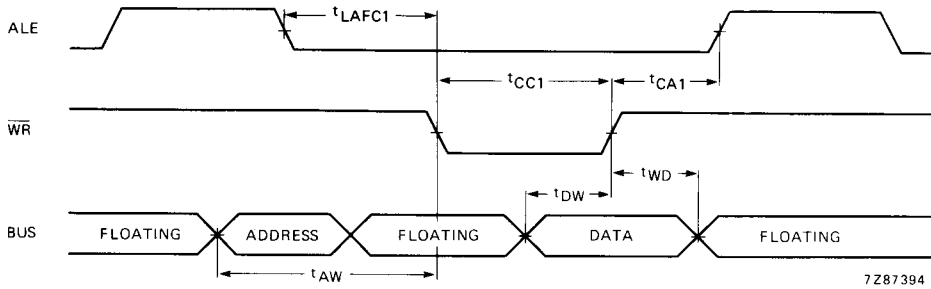 ALE
tLAFC1
tCC1
tCA1
WR
tDW
tWD
BUS
FLOATING
ADDRESS
FLOATING
DATA
FLOATING
tAW
7Z87394